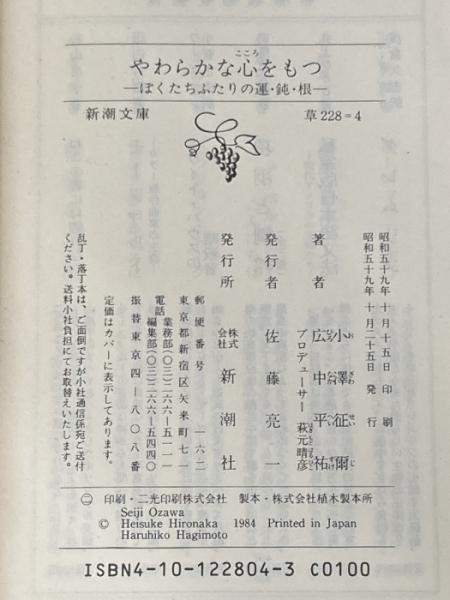 こころ
やわらかな心をもつ
—ぼくたちふたりの運・鈍・根—
新潮文庫
草228=4
昭和五十九年十月十五日印刷
昭和五十九年十月二十五日発行
著者
小澤征爾
お ざわ せい じ
広中平祐
プロデューサー 萩元晴彦
発行者
佐藤亮一
発行所
株式会社
新潮社
郵便番号 一六二
東京都新宿区矢来町七一
電話
業務部(〇三)二六六—五一一一
編集部(〇三)二六六—五四四〇
振替東京四—八〇八番
定価はカバーに表示してあります。
乱丁・落丁本は、ご面倒ですが小社通信係宛ご送付
ください。送料小社負担にてお取替えいたします。
㊁ 印刷・二光印刷株式会社 製本・株式会社植木製本所
Seiji Ozawa
© Heisuke Hironaka 1984 Printed in Japan
Haruhiko Hagimoto
ISBN4-10-122804-3 C0100